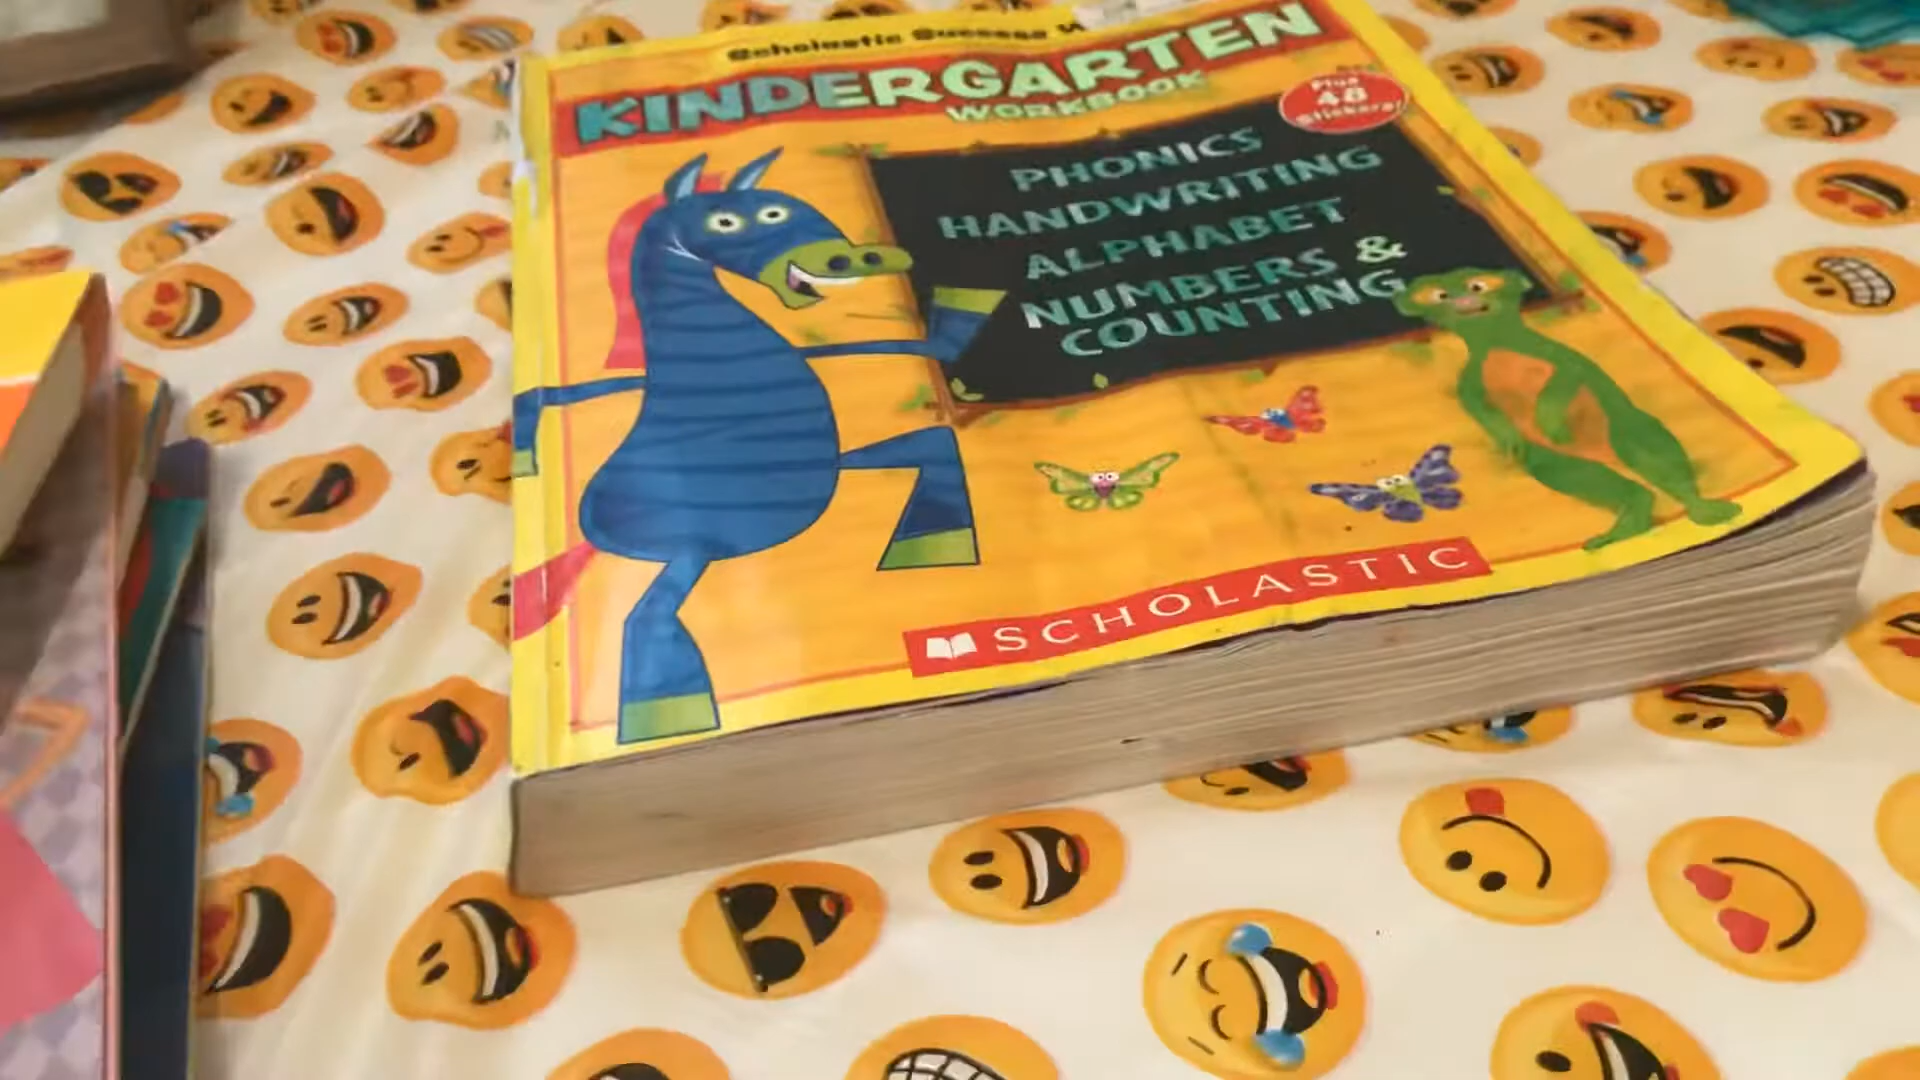 Scholastic Success W
KINDERGARTEN
WORKBOOK
Plus
48
Stickers!
PHONICS
HANDWRITING
ALPHABET
NUMBERS &
COUNTING
SCHOLASTIC